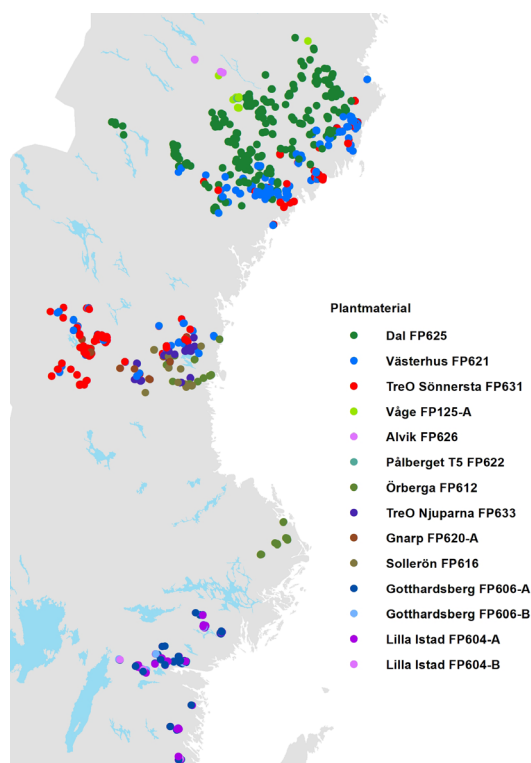 Plantmaterial
Dal FP625
Västerhus FP621
TreO Sönnersta FP631
Våge FP125-A
Alvik FP626
Pålberget T5 FP622
Örberga FP612
TreO Njuparna FP633
Gnarp FP620-A
Sollerön FP616
Gotthardsberg FP606-A
Gotthardsberg FP606-B
Lilla Istad FP604-A
Lilla Istad FP604-B